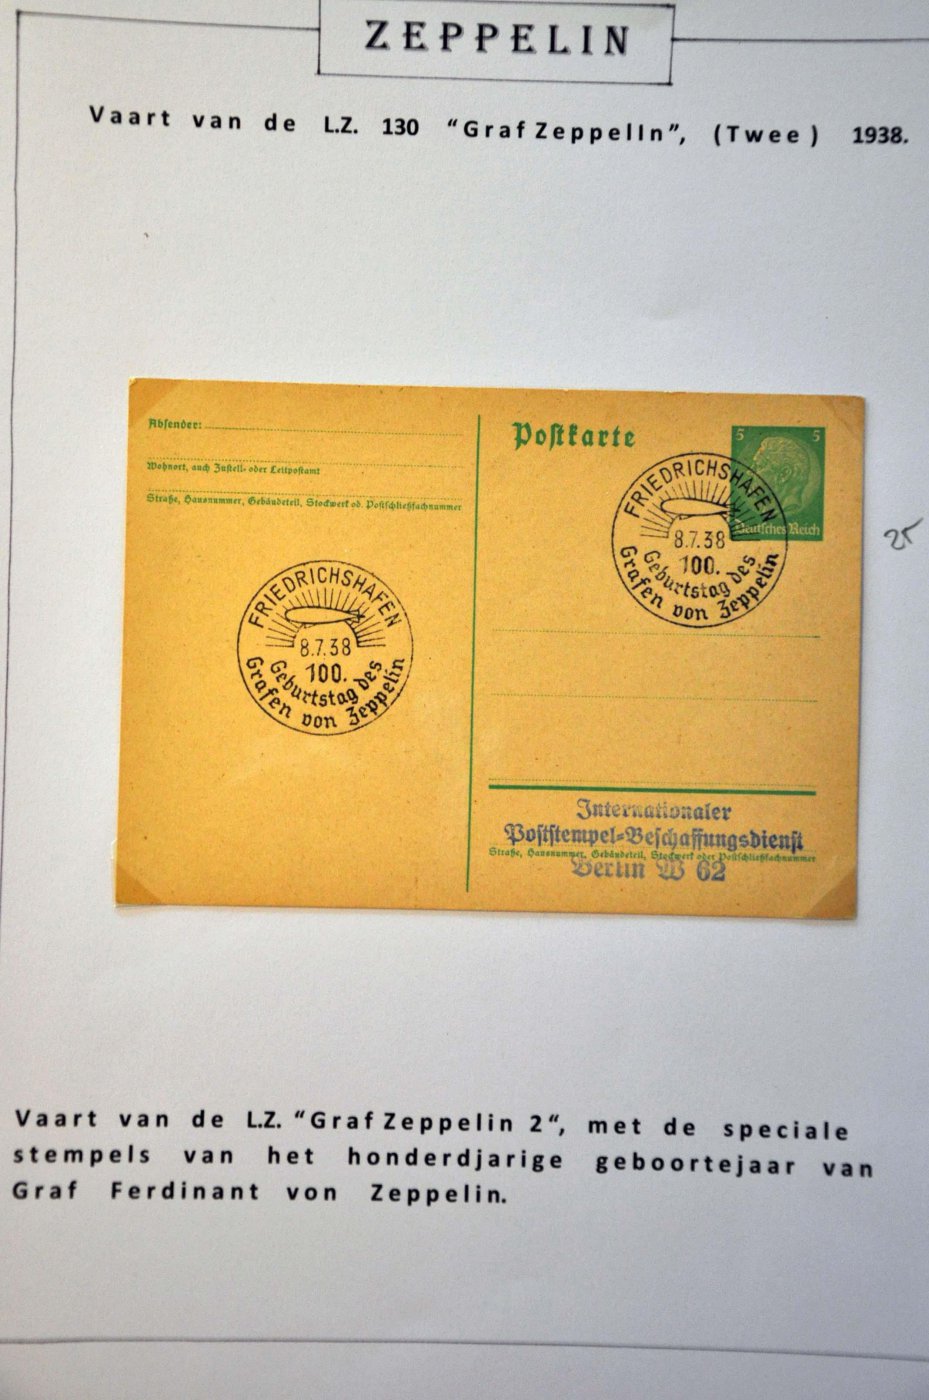 ZEPPELIN
Vaart van de L.Z. 130 “Graf Zeppelln”, (Twee) 1938.
Absender:
Wohnort, auch Zustell- oder Leitpostamt
Straße, Hausnummer, Gebäudeteil, Stockwerk od. Postschließfachnummer
FRIEDRICHSHAFEN
8.7.38
100.
Geburtstag des
Grafen von Zeppelin
Postkarte
5 5
Deutsches Reich
FRIEDRICHSHAFEN
8.7.38
100.
Geburtstag des
Grafen von Zeppelin
25
Internationaler
Poststempel-Beschaffungsdienst
Straße, Hausnummer, Gebäudeteil, Stockwerk oder Postschließfachnummer
Berlin W 62
Vaart van de L.Z. “Graf Zeppelin 2“, met de speciale
stempels van het honderdjarige geboortejaar van
Graf Ferdinant von Zeppelin.